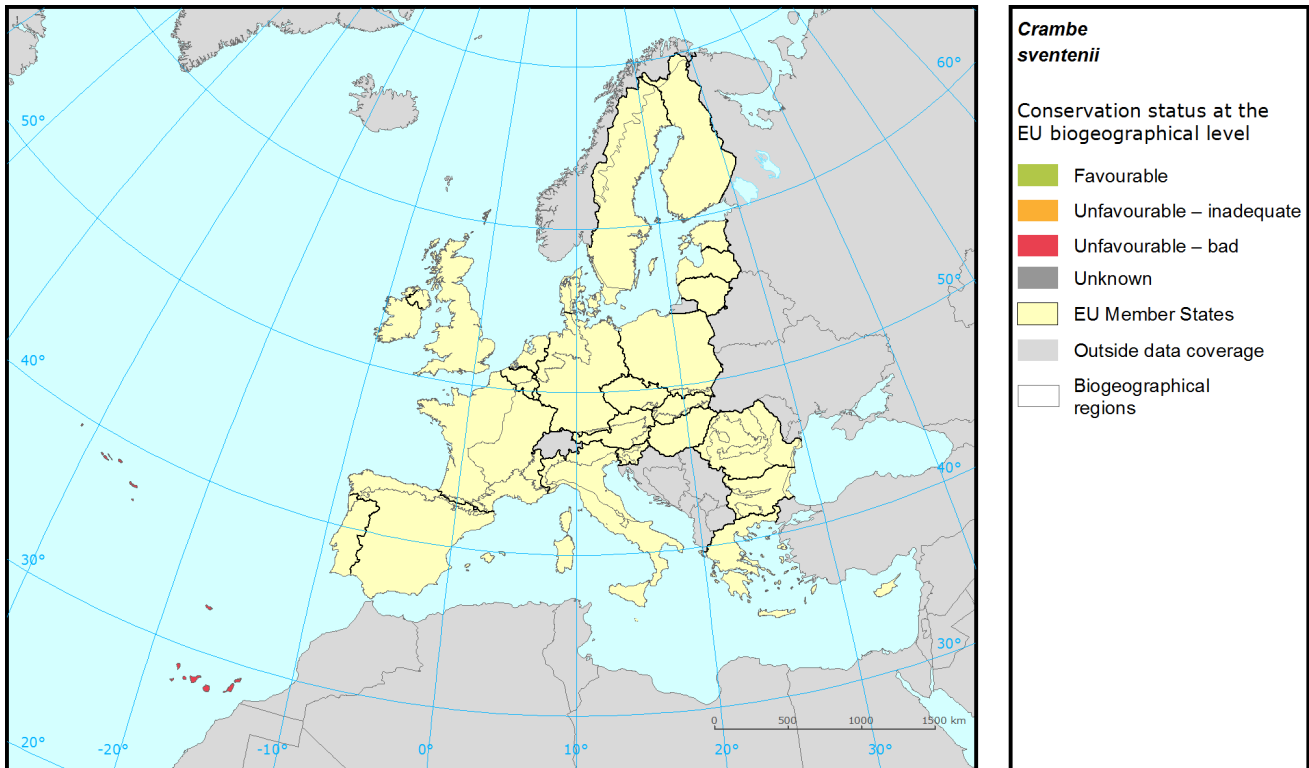 Crambe
sventenii
Conservation status at the
EU biogeographical level
Favourable
Unfavourable – inadequate
Unfavourable – bad
Unknown
EU Member States
Outside data coverage
Biogeographical
regions
60°
50°
50°
40°
40°
30°
30°
0 500 1000 1500 km
20° -20° -10° 0° 10° 20° 30°